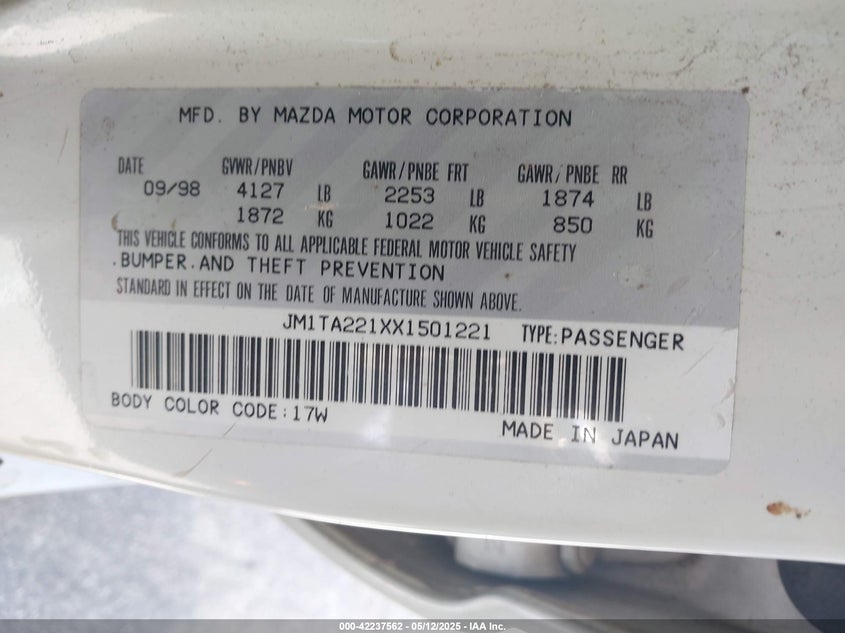 MFD. BY MAZDA MOTOR CORPORATION
DATE GVWR/PNBV GAWR/PNBE FRT GAWR/PNBE RR
09/98 4127 LB 2253 LB 1874 LB
1872 KG 1022 KG 850 KG
THIS VEHICLE CONFORMS TO ALL APPLICABLE FEDERAL MOTOR VEHICLE SAFETY
.BUMPER.AND THEFT PREVENTION
STANDARD IN EFFECT ON THE DATE OF MANUFACTURE SHOWN ABOVE.
JM1TA221XX1501221 TYPE:PASSENGER
BODY COLOR CODE:17W
MADE IN JAPAN
000-42237562 - 05/12/2025 - IAA Inc.